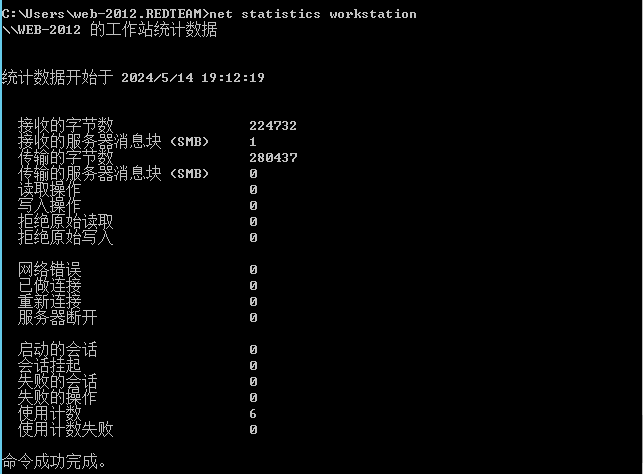 C:\Users\web-2012.REDTEAM>net statistics workstation
\\WEB-2012 的工作站统计数据
统计数据开始于 2024/5/14 19:12:19
接收的字节数 224732
接收的服务器消息块 (SMB) 1
传输的字节数 280437
传输的服务器消息块 (SMB) 0
读取操作 0
写入操作 0
拒绝原始读取 0
拒绝原始写入 0
网络错误 0
已做连接 0
重新连接 0
服务器断开 0
启动的会话 0
会话挂起 0
失败的会话 0
失败的操作 0
使用计数 6
使用计数失败 0
命令成功完成。